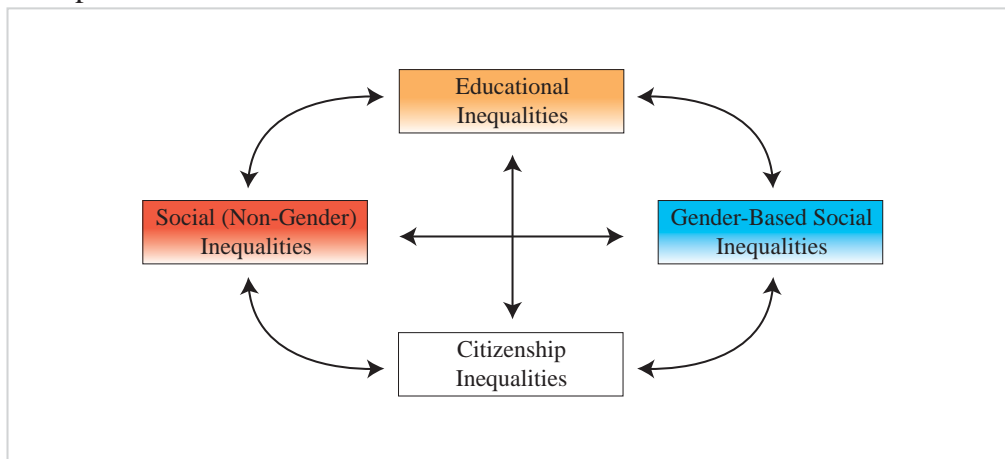 Educational
Inequalities
Social (Non-Gender)
Inequalities
Gender-Based Social
Inequalities
Citizenship
Inequalities